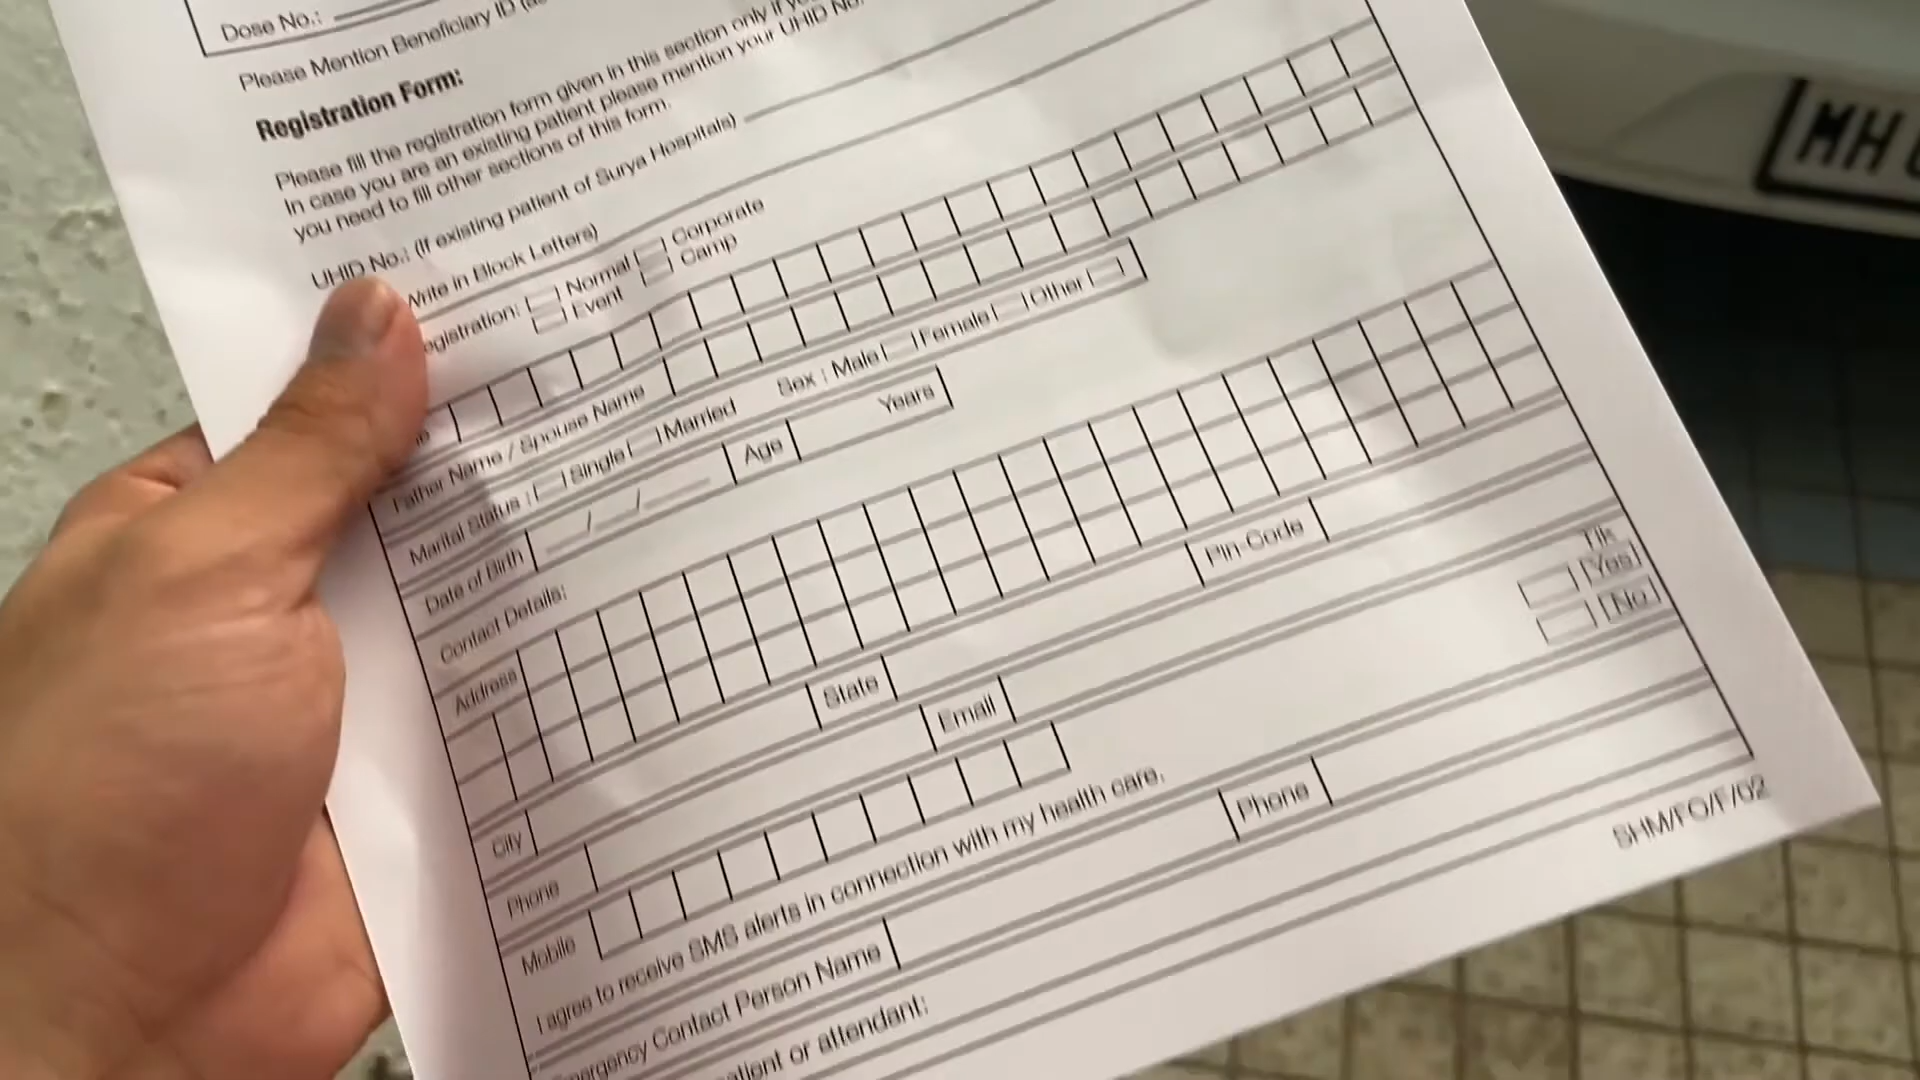 Dose No.:
Please Mention Beneficiary ID
Registration Form:
Please fill the registration form given in this section only if
In case you are an existing patient please mention your UHID No.
you need to fill other sections of this form.
UHID No.: (If existing patient of Surya Hospitals)
Write in Block Letters)
egistration: Normal Corporate
Event Camp
Father Name / Spouse Name
Marital Status : Single Married Sex : Male Female Other
Date of Birth / / Age Years
Contact Details:
Address
City State Pin-Code
Phone Email
Mobile
Tik
[Yes]
[No]
I agree to receive SMS alerts in connection with my health care.
Emergency Contact Person Name Phone
patient or attendant:
SHM/FO/F/02
MH